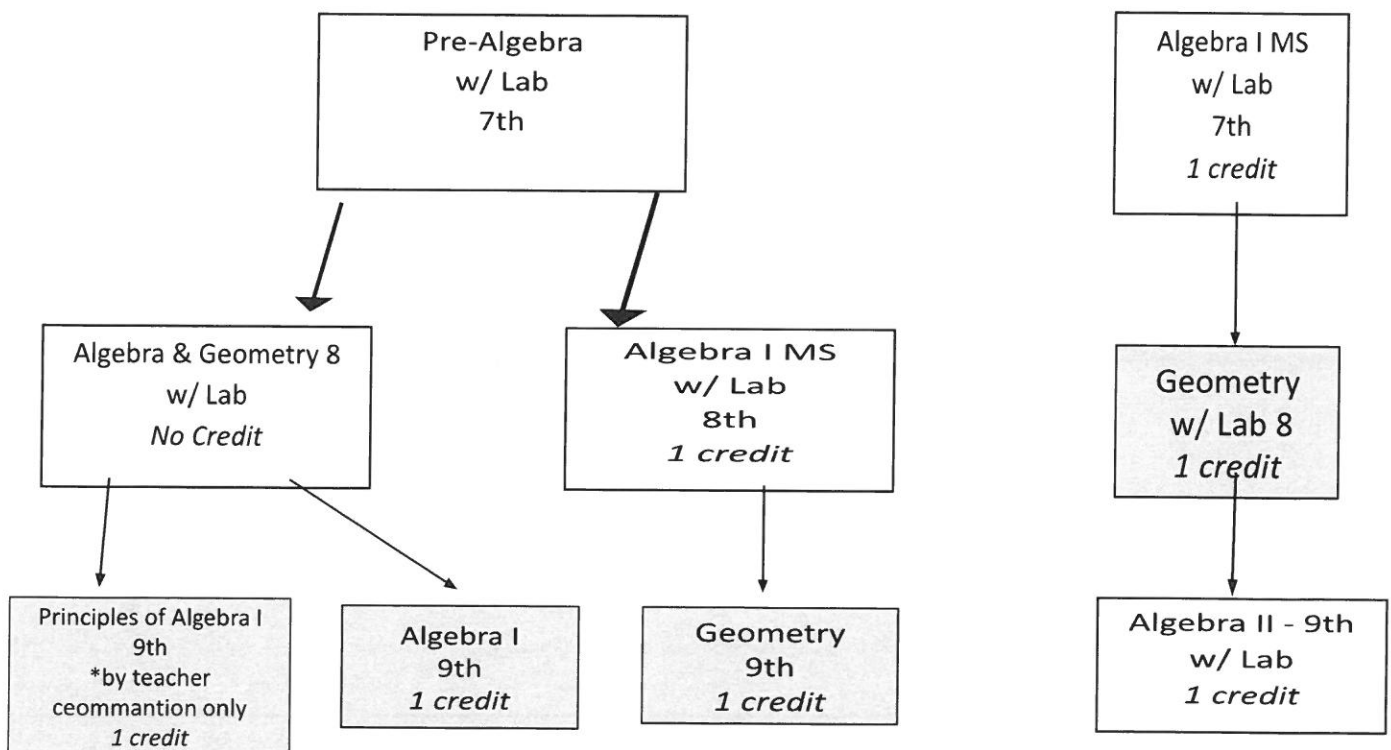 Pre-Algebra
w/ Lab
7th
Algebra I MS
w/ Lab
7th
1 credit
Algebra & Geometry 8
w/ Lab
No Credit
Algebra I MS
w/ Lab
8th
1 credit
Geometry
w/ Lab 8
1 credit
Principles of Algebra I
9th
*by teacher
ceommantion only
1 credit
Algebra I
9th
1 credit
Geometry
9th
1 credit
Algebra II - 9th
w/ Lab
1 credit